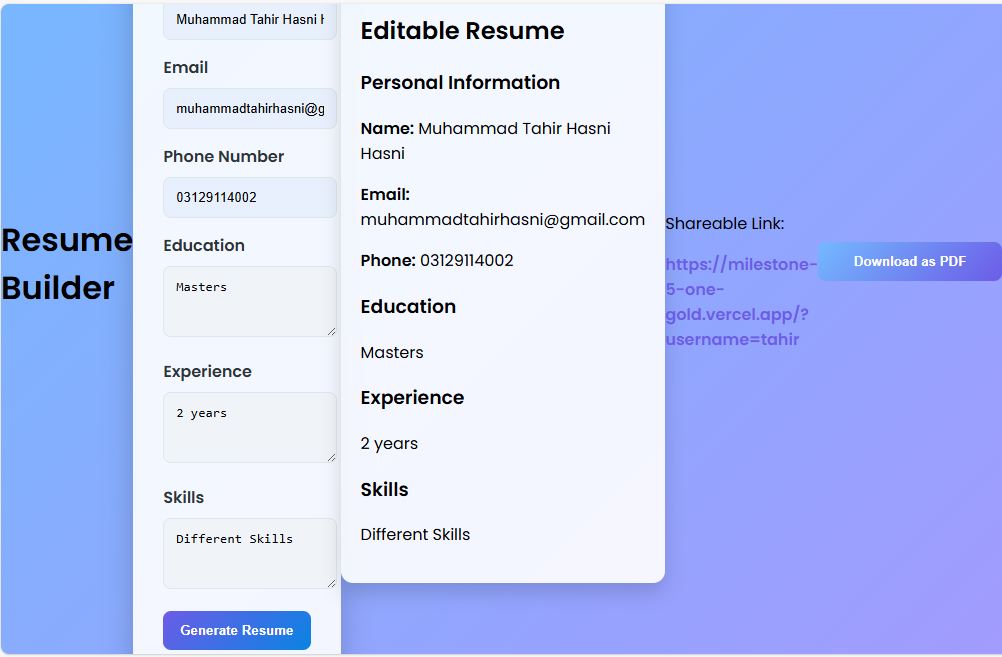 Resume
Builder
Muhammad Tahir Hasni
Email
muhammadtahirhasni@g
Phone Number
03129114002
Education
Masters
Experience
2 years
Skills
Different Skills
Generate Resume
Editable Resume
Personal Information
Name: Muhammad Tahir Hasni
Hasni
Email:
muhammadtahirhasni@gmail.com
Phone: 03129114002
Education
Masters
Experience
2 years
Skills
Different Skills
Shareable Link:
https://milestone-
5-one-
gold.vercel.app/?
username=tahir
Download as PDF